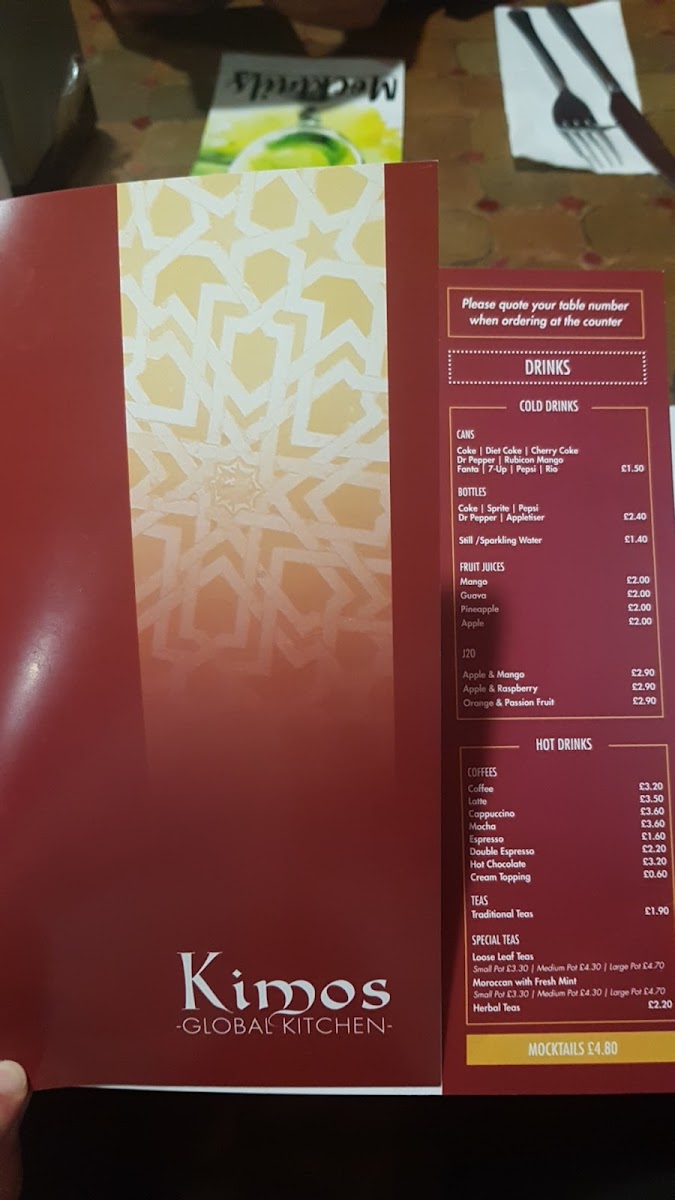 Mocktails
Please quote your table number
when ordering at the counter
DRINKS
COLD DRINKS
CANS
Coke | Diet Coke | Cherry Coke
Dr Pepper | Rubicon Mango
Fanta | 7-Up | Pepsi | Rio £1.50
BOTTLES
Coke | Sprite | Pepsi
Dr Pepper | Appletiser £2.40
Still /Sparkling Water £1.40
FRUIT JUICES
Mango £2.00
Guava £2.00
Pineapple £2.00
Apple £2.00
J20
Apple & Mango £2.90
Apple & Raspberry £2.90
Orange & Passion Fruit £2.90
HOT DRINKS
COFFEES
Coffee £3.20
Latte £3.50
Cappuccino £3.60
Mocha £3.60
Espresso £1.60
Double Espresso £2.20
Hot Chocolate £3.20
Cream Topping £0.60
TEAS
Traditional Teas £1.90
SPECIAL TEAS
Loose Leaf Teas
Small Pot £3.30 | Medium Pot £4.30 | Large Pot £4.70
Moroccan with Fresh Mint
Small Pot £3.30 | Medium Pot £4.30 | Large Pot £4.70
Herbal Teas £2.20
MOCKTAILS £4.80
Kimos
-GLOBAL KITCHEN-